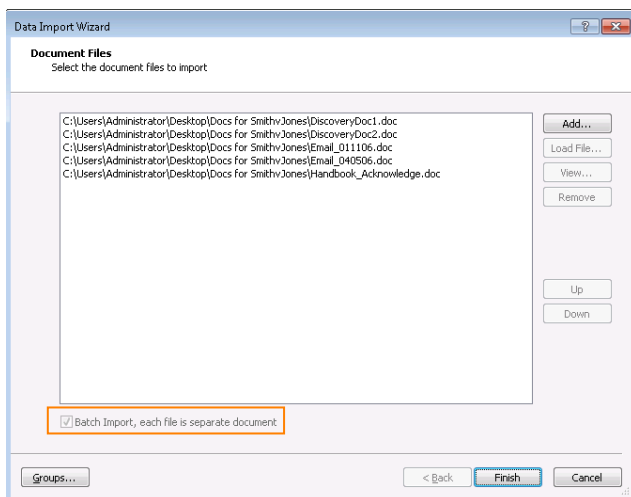 Data Import Wizard
Document Files
Select the document files to import
C:\Users\Administrator\Desktop\Docs for SmithvJones\DiscoveryDoc1.doc
C:\Users\Administrator\Desktop\Docs for SmithvJones\DiscoveryDoc2.doc
C:\Users\Administrator\Desktop\Docs for SmithvJones\Email_011106.doc
C:\Users\Administrator\Desktop\Docs for SmithvJones\Email_040506.doc
C:\Users\Administrator\Desktop\Docs for SmithvJones\Handbook_Acknowledge.doc
Add...
Load File...
View...
Remove
Up
Down
Batch Import, each file is separate document
Groups...
< Back
Finish
Cancel